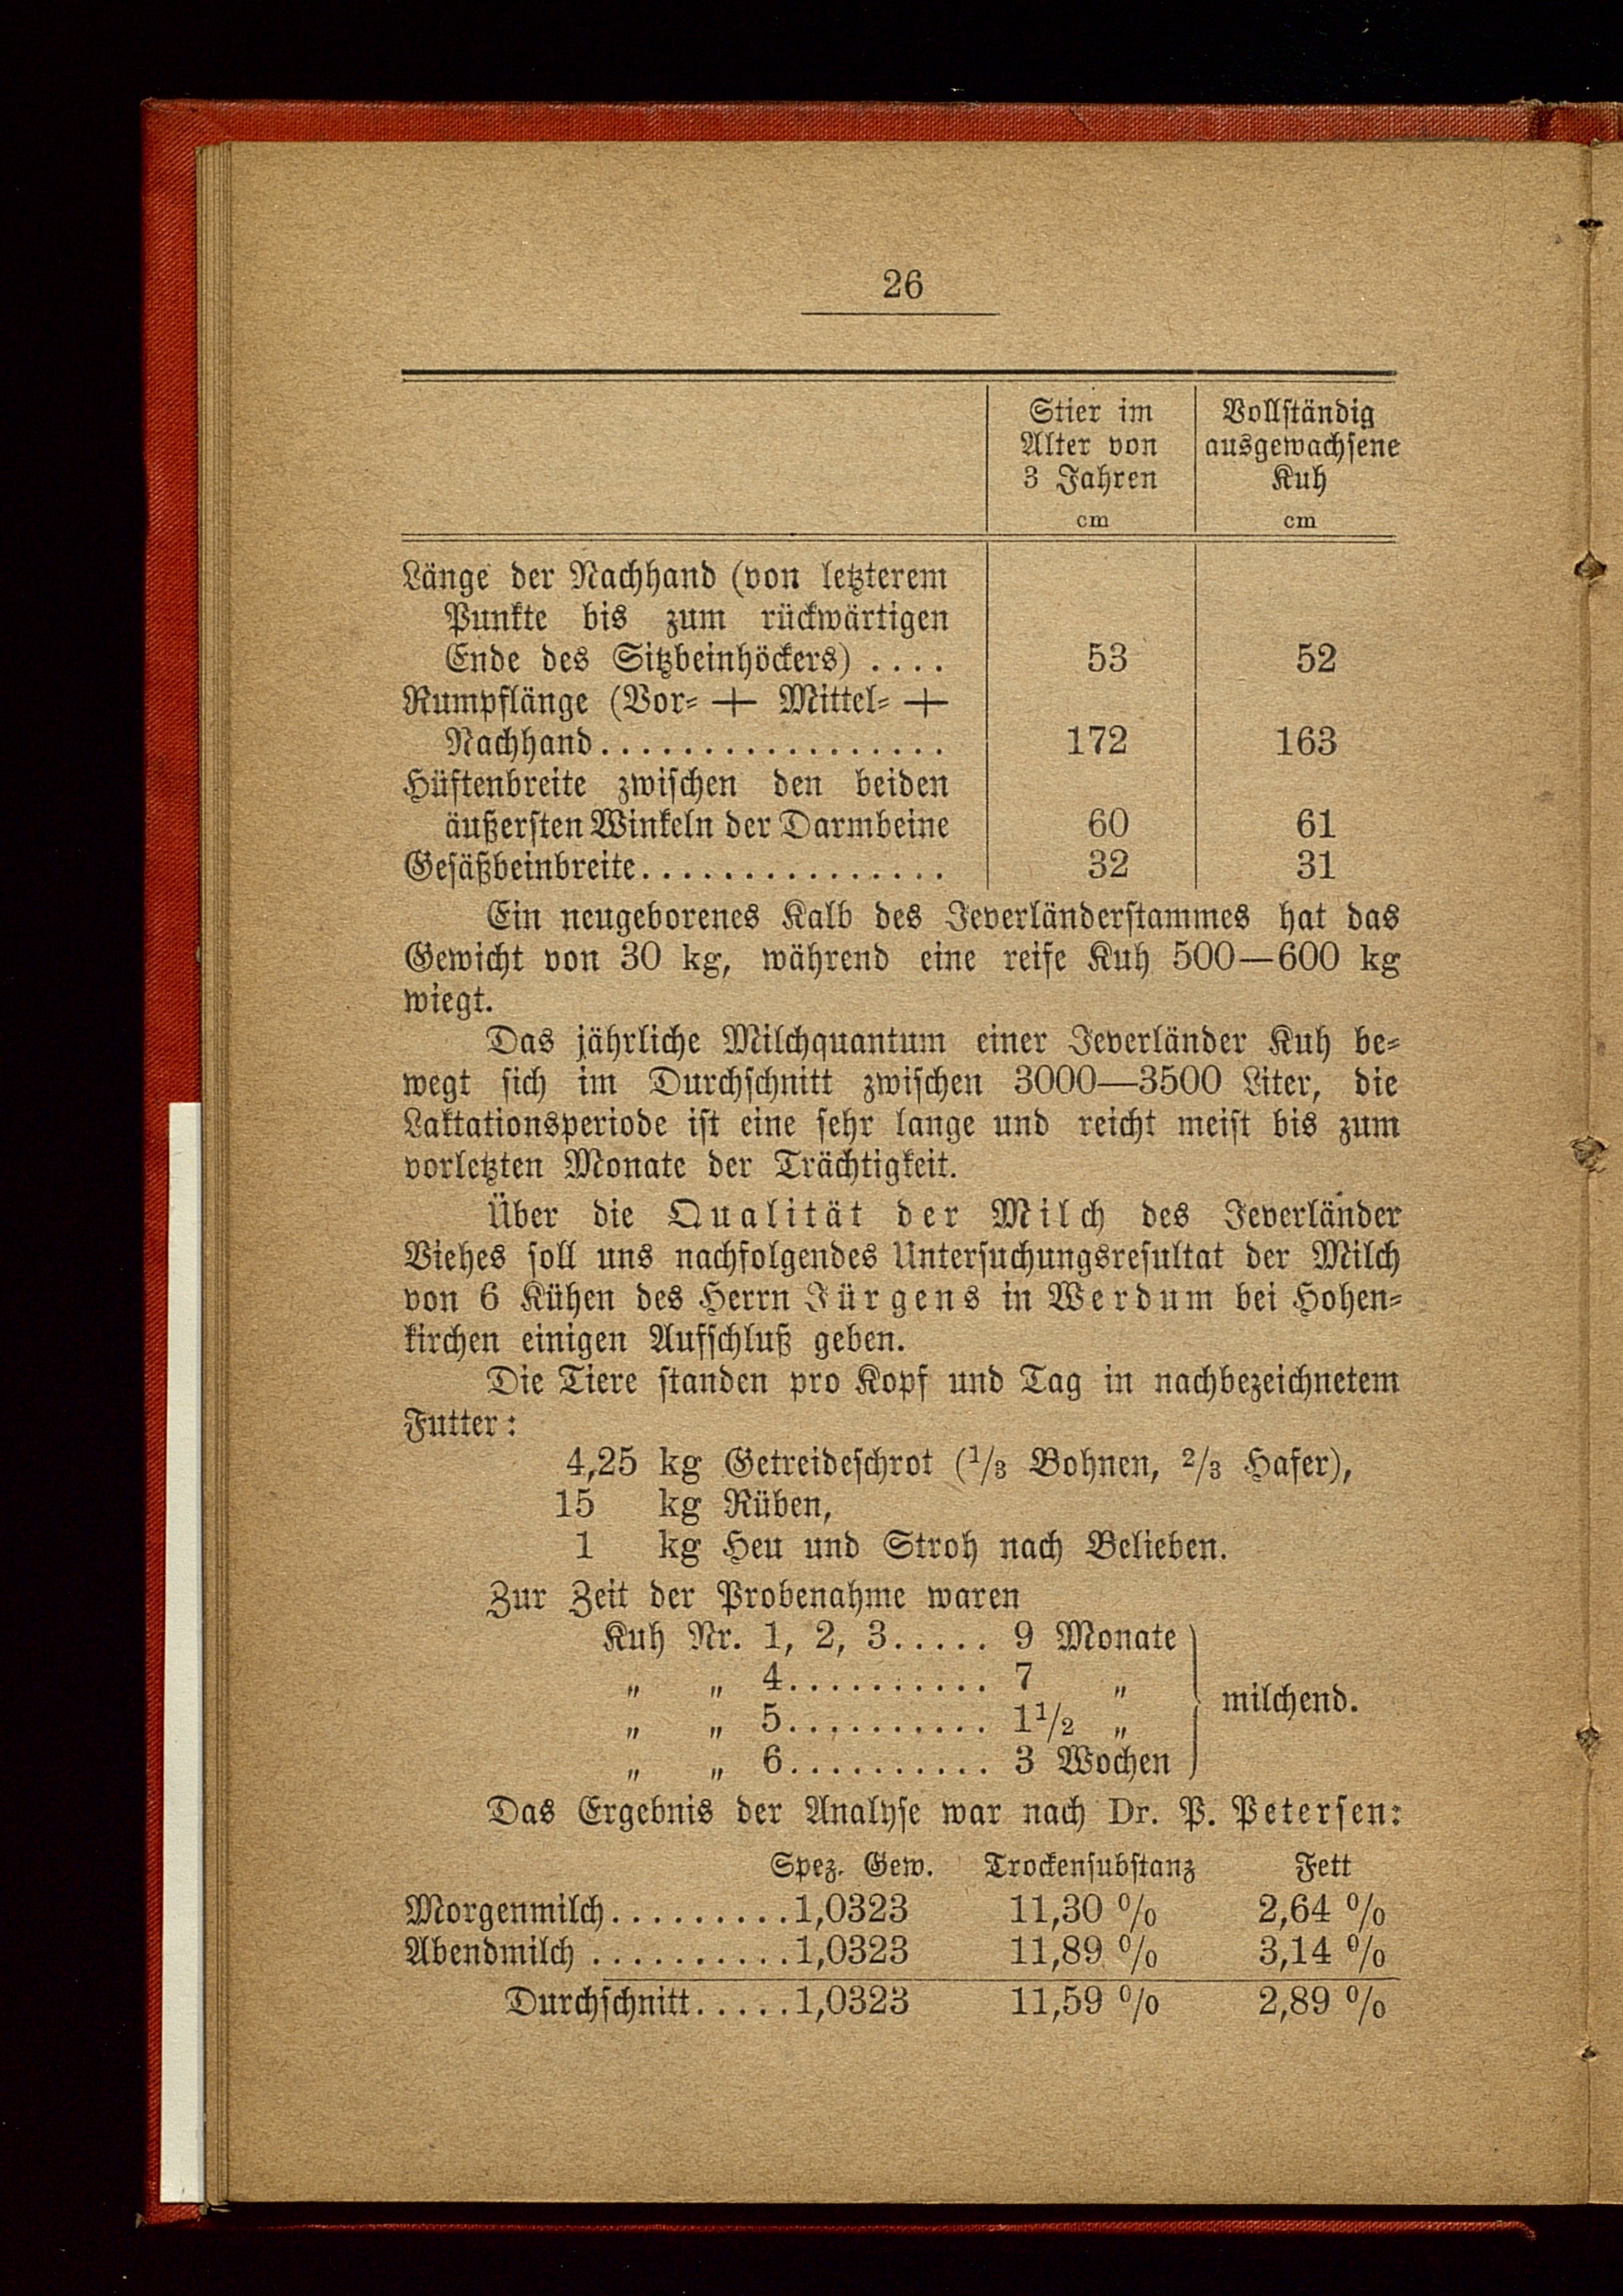 26
Stier im Alter von 3 Jahren cm
Vollständig ausgewachsene Kuh cm
Länge der Nachhand (von letzterem
Punkte bis zum rückwärtigen
Ende des Sitzbeinhöckers) .... 53 52
Rumpflänge (Vor- + Mittel- +
Nachhand................. 172 163
Hüftenbreite zwischen den beiden
äußersten Winkeln der Darmbeine 60 61
Gesäßbeinbreite............... 32 31
Ein neugeborenes Kalb des Jeverländerstammes hat das
Gewicht von 30 kg, während eine reife Kuh 500—600 kg
wiegt.
Das jährliche Milchquantum einer Jeverländer Kuh be-
wegt sich im Durchschnitt zwischen 3000—3500 Liter, die
Laktationsperiode ist eine sehr lange und reicht meist bis zum
vorletzten Monate der Trächtigkeit.
Über die Qualität der Milch des Jeverländer
Viehes soll uns nachfolgendes Untersuchungsresultat der Milch
von 6 Kühen des Herrn Jürgens in Werdum bei Hohen-
kirchen einigen Aufschluß geben.
Die Tiere standen pro Kopf und Tag in nachbezeichnetem
Futter:
4,25 kg Getreideschrot (1/3 Bohnen, 2/3 Hafer),
15 kg Rüben,
1 kg Heu und Stroh nach Belieben.
Zur Zeit der Probenahme waren
Kuh Nr. 1, 2, 3..... 9 Monate
„ „ 4.......... 7 „
milchend.
„ „ 5.......... 1 1/2 „
„ „ 6.......... 3 Wochen
Das Ergebnis der Analyse war nach Dr. P. Petersen:
Spez. Gew. Trockensubstanz Fett
Morgenmilch.........1,0323 11,30 % 2,64 %
Abendmilch ..........1,0323 11,89 % 3,14 %
Durchschnitt.....1,0323 11,59 % 2,89 %